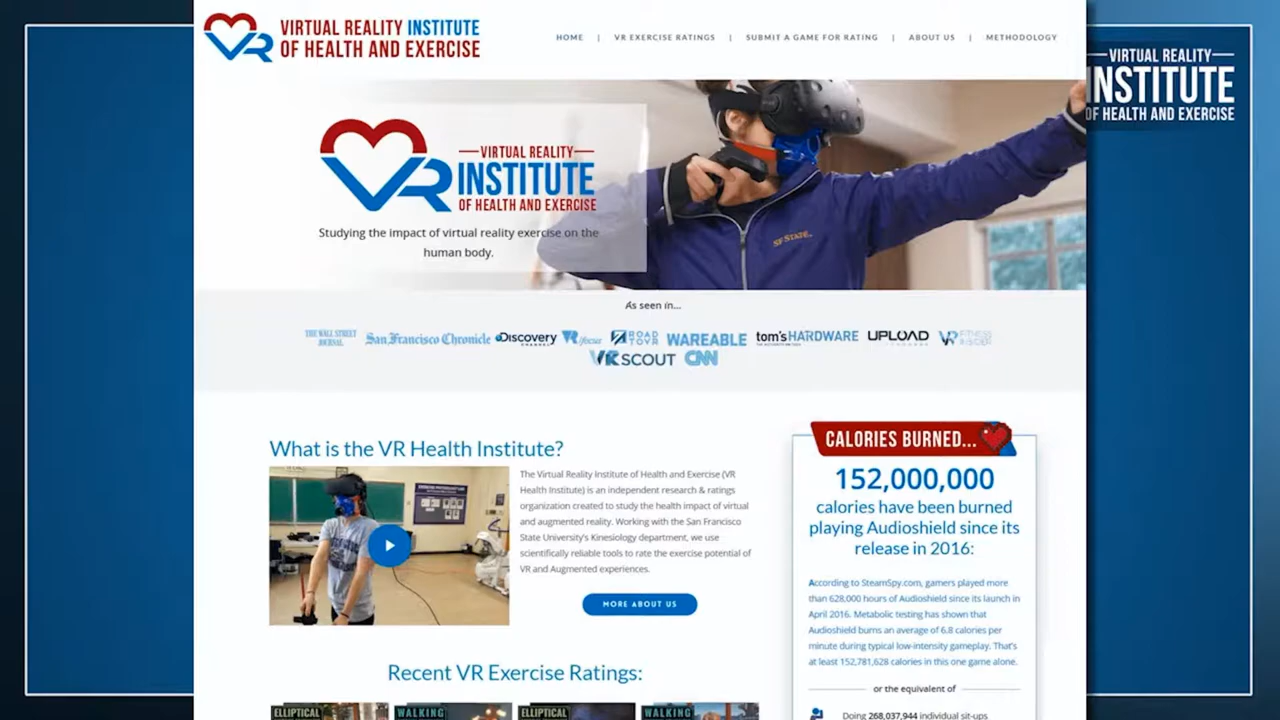 VIRTUAL REALITY INSTITUTE
OF HEALTH AND EXERCISE
HOME | VR EXERCISE RATINGS | SUBMIT A GAME FOR RATING | ABOUT US | METHODOLOGY
VIRTUAL REALITY
INSTITUTE
OF HEALTH AND EXERCISE
VR
VIRTUAL REALITY
INSTITUTE
OF HEALTH AND EXERCISE
Studying the impact of virtual reality exercise on the
human body.
SF STATE
As seen in...
THE WALL STREET
JOURNAL
San Francisco Chronicle
Discovery
CHANNEL
VRfocus
ROAD
TOVR
WAREABLE
tom's HARDWARE
UPLOAD
VR FITNESS
INSIDER
VRSCOUT CNN
What is the VR Health Institute?
The Virtual Reality Institute of Health and Exercise (VR
Health Institute) is an independent research & ratings
organization created to study the health impact of virtual
and augmented reality. Working with the San Francisco
State University's Kinesiology department, we use
scientifically reliable tools to rate the exercise potential of
VR and Augmented experiences.
MORE ABOUT US
Recent VR Exercise Ratings:
ELLIPTICAL
WALKING
ELLIPTICAL
WALKING
CALORIES BURNED...
152,000,000
calories have been burned
playing Audioshield since its
release in 2016:
According to SteamSpy.com, gamers played more
than 628,000 hours of Audioshield since its launch in
April 2016. Metabolic testing has shown that
Audioshield burns an average of 6.8 calories per
minute during typical low-intensity gameplay. That's
at least 152,781,628 calories in this one game alone.
or the equivalent of
Doing 268,037,944 individual sit-ups